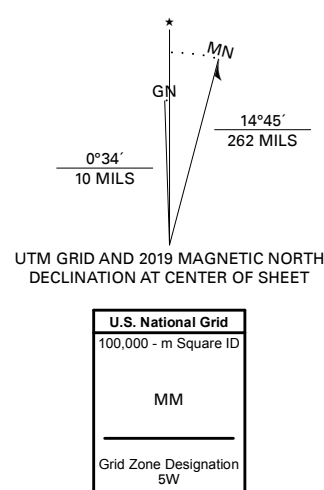 ★
MN
GN
14°45´
262 MILS
0°34´
10 MILS
UTM GRID AND 2019 MAGNETIC NORTH
DECLINATION AT CENTER OF SHEET
U.S. National Grid
100,000 - m Square ID
MM
Grid Zone Designation
5W